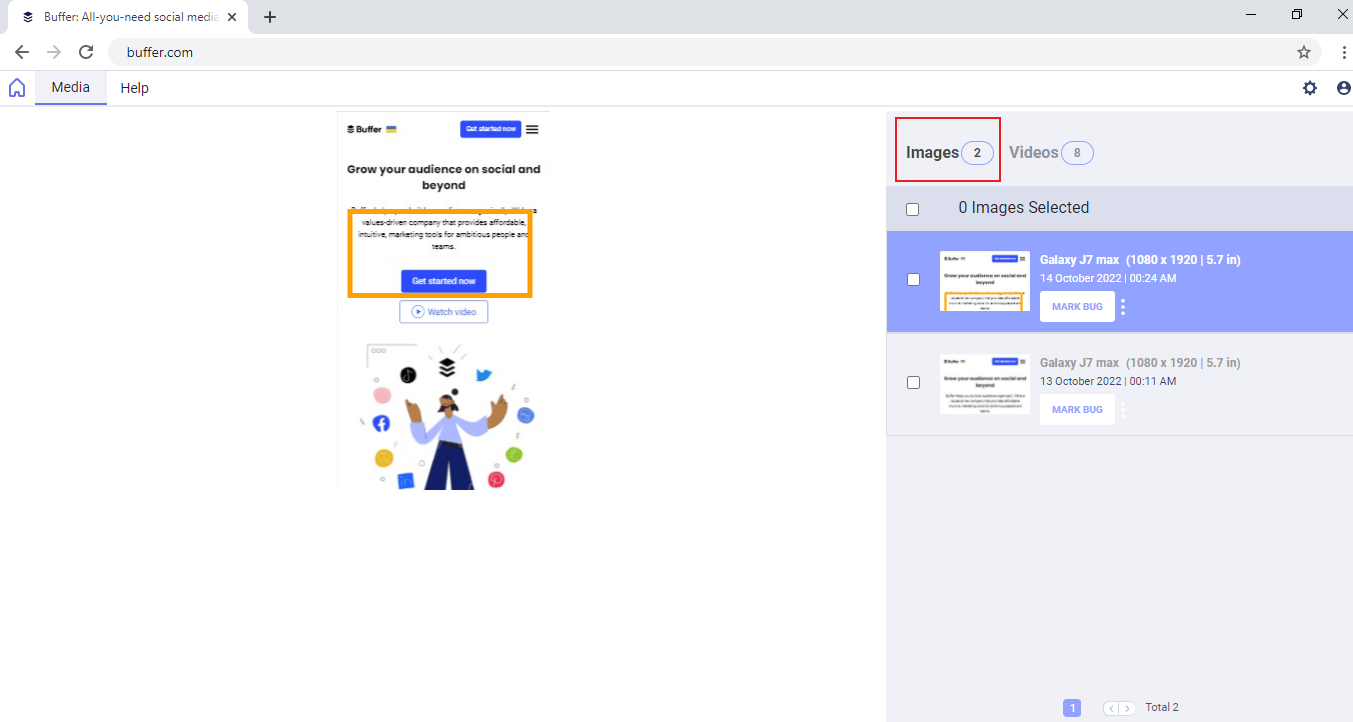 Buffer: All-you-need social media
buffer.com
Media
Help
Buffer
Get started now
Grow your audience on social and
beyond
values-driven company that provides affordable,
intuitive, marketing tools for ambitious people and
teams.
Get started now
Watch video
Images 2
Videos 8
0 Images Selected
Galaxy J7 max (1080 x 1920 | 5.7 in)
14 October 2022 | 00:24 AM
MARK BUG
Galaxy J7 max (1080 x 1920 | 5.7 in)
13 October 2022 | 00:11 AM
MARK BUG
1
Total 2